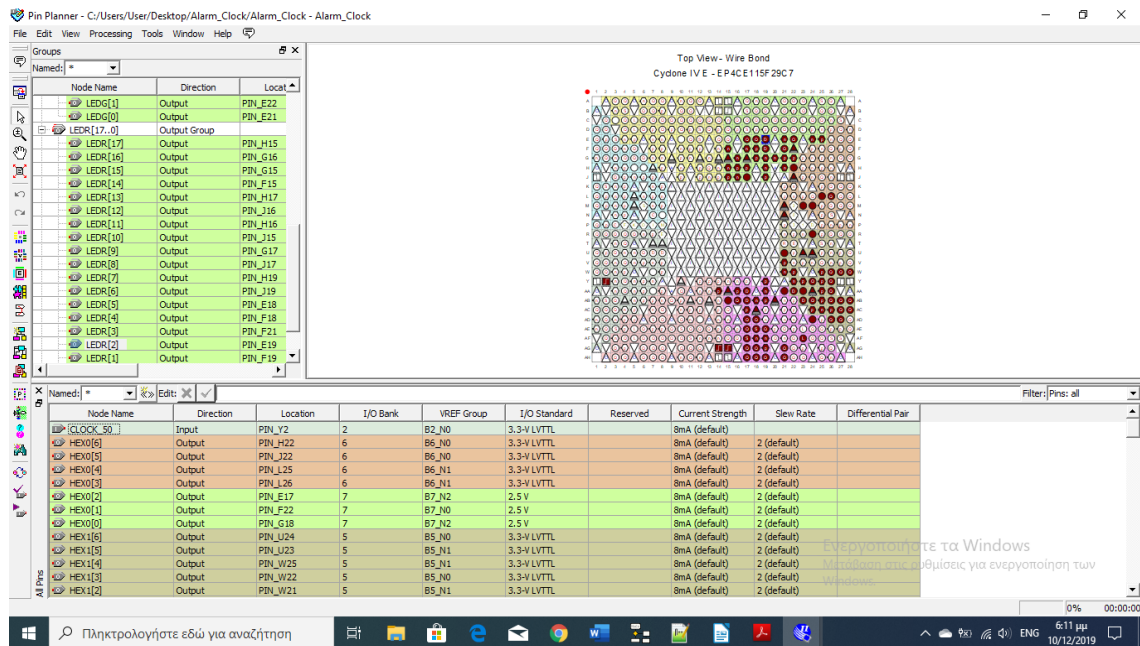 Pin Planner - C:/Users/User/Desktop/Alarm_Clock/Alarm_Clock - Alarm_Clock
File Edit View Processing Tools Window Help
Groups
Named: *
Node Name Direction Locat
LEDG[1] Output PIN_E22
LEDG[0] Output PIN_E21
LEDR[17..0] Output Group
LEDR[17] Output PIN_H15
LEDR[16] Output PIN_G16
LEDR[15] Output PIN_G15
LEDR[14] Output PIN_F15
LEDR[13] Output PIN_H17
LEDR[12] Output PIN_J16
LEDR[11] Output PIN_H16
LEDR[10] Output PIN_J15
LEDR[9] Output PIN_G17
LEDR[8] Output PIN_J17
LEDR[7] Output PIN_H19
LEDR[6] Output PIN_J19
LEDR[5] Output PIN_E18
LEDR[4] Output PIN_F18
LEDR[3] Output PIN_F21
LEDR[2] Output PIN_E19
LEDR[1] Output PIN_F19
Top View - Wire Bond
Cyclone IV E - EP4CE115F29C7
Named: * Edit: Filter: Pins: all
Node Name Direction Location I/O Bank VREF Group I/O Standard Reserved Current Strength Slew Rate Differential Pair
CLOCK_50 Input PIN_Y2 2 B2_N0 3.3-V LVTTL 8mA (default)
HEX0[6] Output PIN_H22 6 B6_N0 3.3-V LVTTL 8mA (default) 2 (default)
HEX0[5] Output PIN_J22 6 B6_N0 3.3-V LVTTL 8mA (default) 2 (default)
HEX0[4] Output PIN_L25 6 B6_N1 3.3-V LVTTL 8mA (default) 2 (default)
HEX0[3] Output PIN_L26 6 B6_N1 3.3-V LVTTL 8mA (default) 2 (default)
HEX0[2] Output PIN_E17 7 B7_N2 2.5 V 8mA (default) 2 (default)
HEX0[1] Output PIN_F22 7 B7_N0 2.5 V 8mA (default) 2 (default)
HEX0[0] Output PIN_G18 7 B7_N2 2.5 V 8mA (default) 2 (default)
HEX1[6] Output PIN_U24 5 B5_N0 3.3-V LVTTL 8mA (default) 2 (default)
HEX1[5] Output PIN_U23 5 B5_N1 3.3-V LVTTL 8mA (default) 2 (default)
HEX1[4] Output PIN_W25 5 B5_N1 3.3-V LVTTL 8mA (default) 2 (default)
HEX1[3] Output PIN_W22 5 B5_N0 3.3-V LVTTL 8mA (default) 2 (default)
HEX1[2] Output PIN_W21 5 B5_N1 3.3-V LVTTL 8mA (default) 2 (default)
All Pins
Ενεργοποιήστε τα Windows
Μετάβαση στις ρυθμίσεις για ενεργοποίηση των
Windows.
0% 00:00:00
Πληκτρολογήστε εδώ για αναζήτηση
ENG
6:11 μμ
10/12/2019